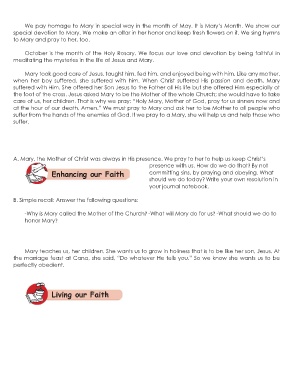 We pay homage to Mary in special way in the month of May. It is Mary's Month. We show our
special devotion to Mary. We make an altar in her honor and keep fresh flowers on it. We sing hymns
to Mary and pray to her, too.
October is the month of the Holy Rosary. We focus our love and devotion by being faithful in
meditating the mysteries in the life of Jesus and Mary.
Mary took good care of Jesus, taught him, fed him, and enjoyed being with him. Like any mother,
when her boy suffered, she suffered with him. When Christ suffered His passion and death, Mary
suffered with Him. She offered her Son Jesus to the Father all His life but she offered Him especially at
the foot of the cross. Jesus asked Mary to be the Mother of the whole Church; she would have to take
care of us, her children. That is why we pray: "Holy Mary, Mother of God, pray for us sinners now and
at the hour of our death. Amen." We must pray to Mary and ask her to be Mother to all people who
suffer from the hands of the enemies of God. If we pray to a Mary, she will help us and help those who
suffer.
A. Mary, the Mother of Christ was always in His presence. We pray to her to help us keep Christ's
presence with us. How do we do that? By not
committing sins, by praying and obeying. What
should we do today? Write your own resolution in
your journal notebook.
Enhancing our Faith
B. Simple recall: Answer the following questions:
-Why is Mary called the Mother of the Church? -What will Mary do for us? -What should we do to
honor Mary?
Mary teaches us, her children. She wants us to grow in holiness that is to be like her son, Jesus. At
the marriage feast at Cana, she said, "Do whatever He tells you." So we know she wants us to be
perfectly obedient.
Living our Faith